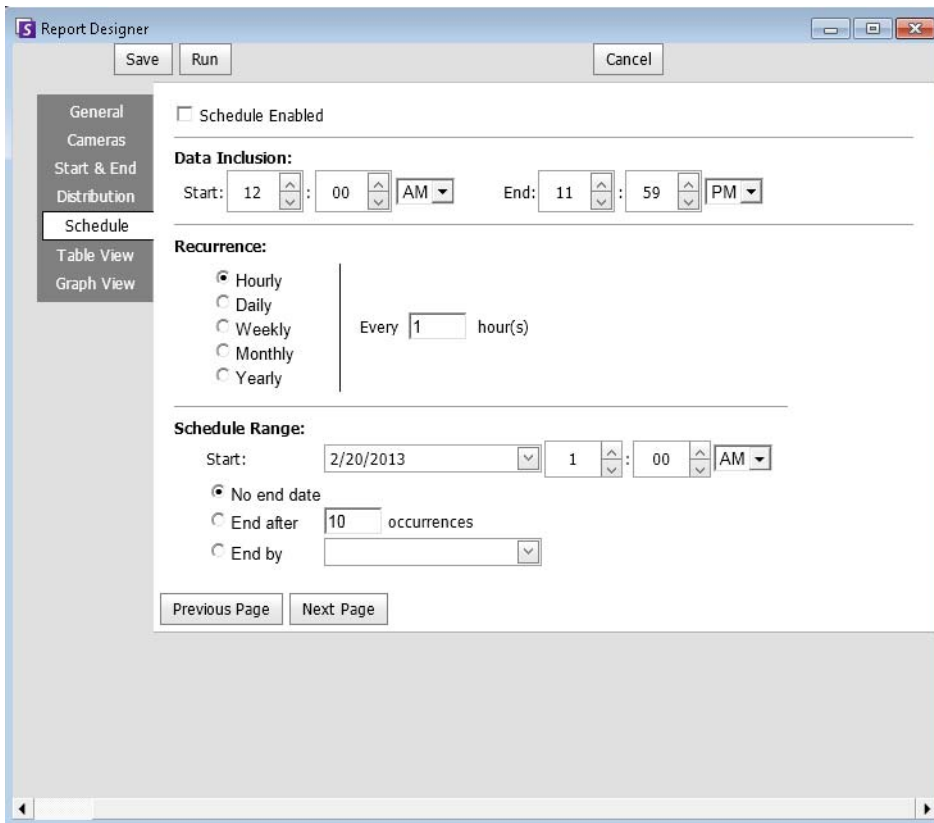 Report Designer
Save Run Cancel
General
Cameras
Start & End
Distribution
Schedule
Table View
Graph View
Schedule Enabled
Data Inclusion:
Start: 12 : 00 AM End: 11 : 59 PM
Recurrence:
Hourly
Daily
Weekly
Monthly
Yearly
Every 1 hour(s)
Schedule Range:
Start: 2/20/2013 1 : 00 AM
No end date
End after 10 occurrences
End by
Previous Page Next Page